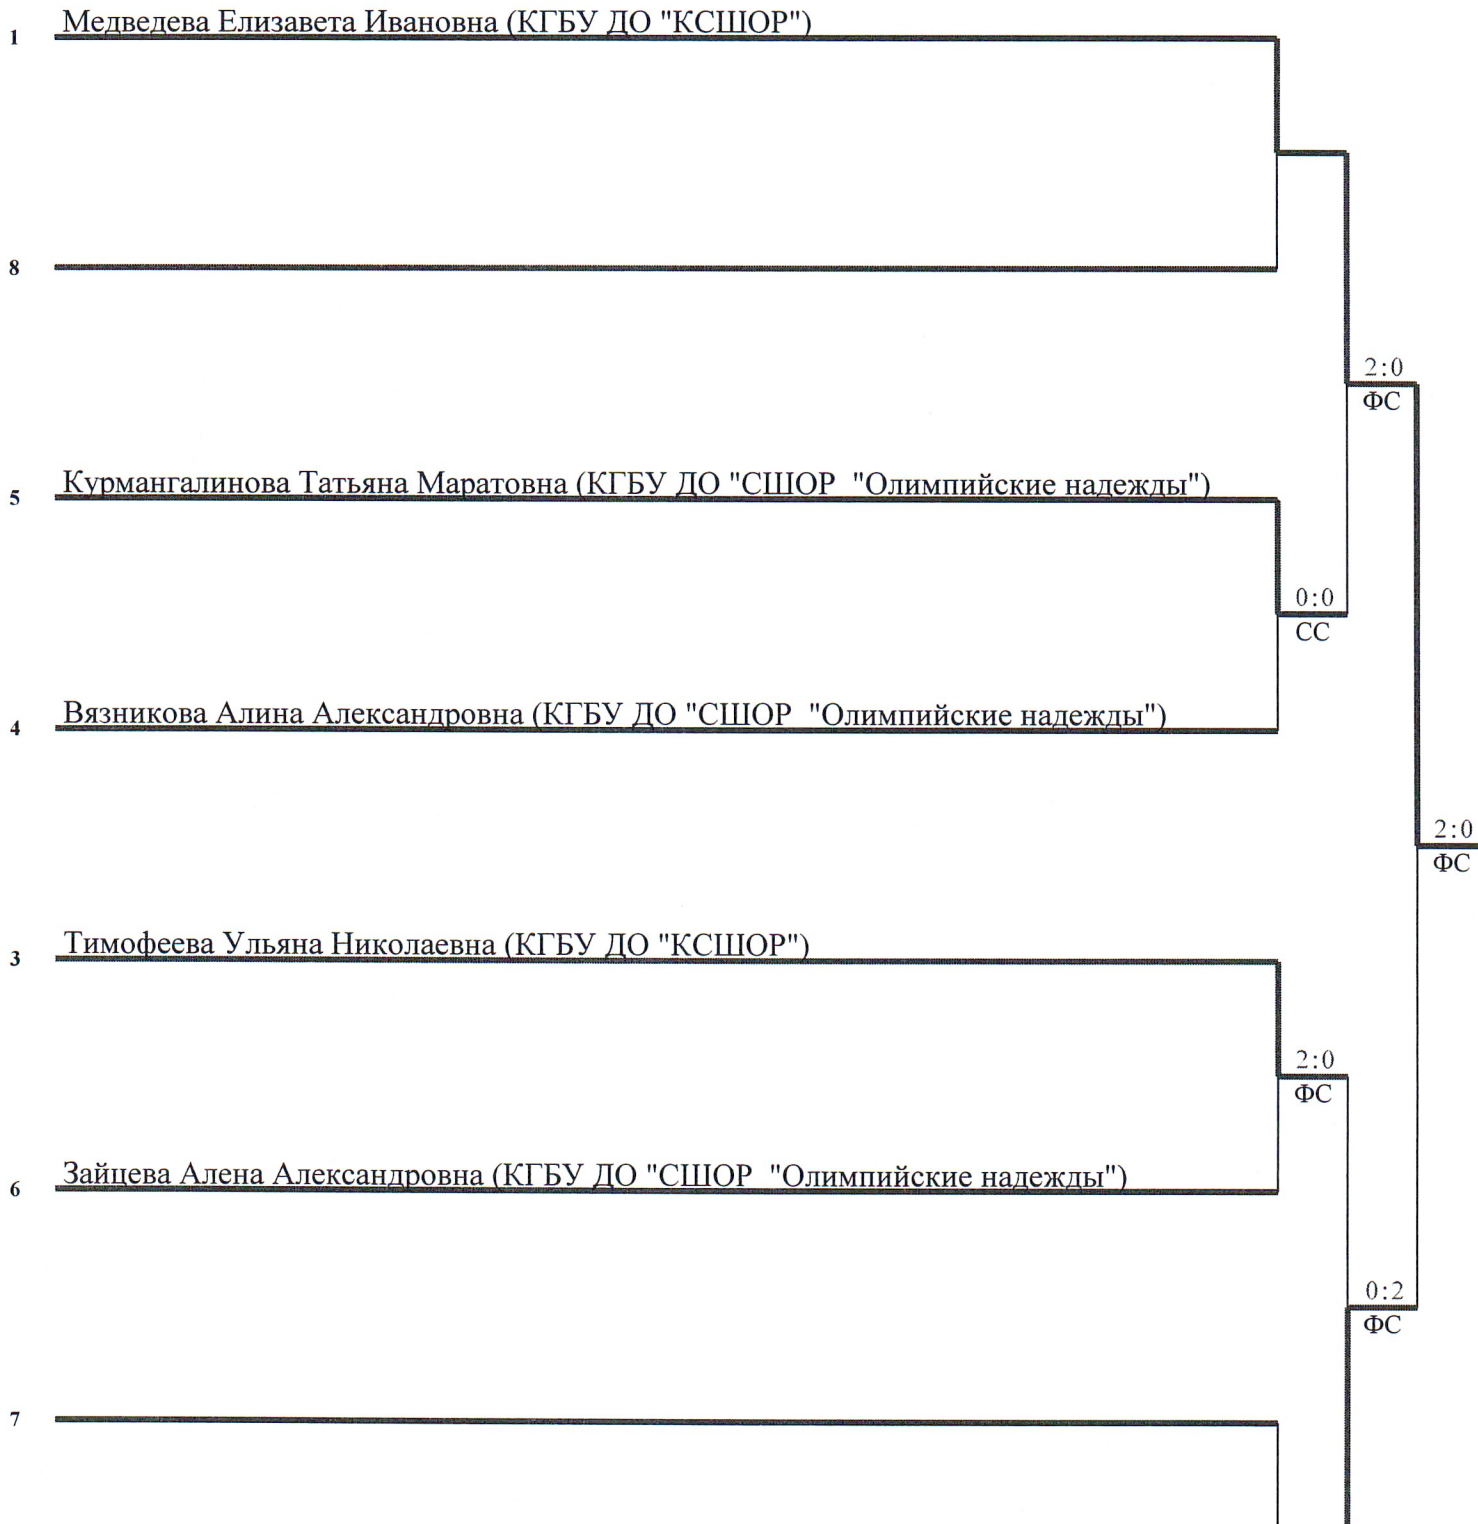 1 Медведева Елизавета Ивановна (КГБУ ДО "КСШОР")
8
2:0
ФС
5 Курмангалинова Татьяна Маратовна (КГБУ ДО "СШОР "Олимпийские надежды")
0:0
СС
4 Вязникова Алина Александровна (КГБУ ДО "СШОР "Олимпийские надежды")
2:0
ФС
3 Тимофеева Ульяна Николаевна (КГБУ ДО "КСШОР")
2:0
ФС
6 Зайцева Алена Александровна (КГБУ ДО "СШОР "Олимпийские надежды")
0:2
ФС
7